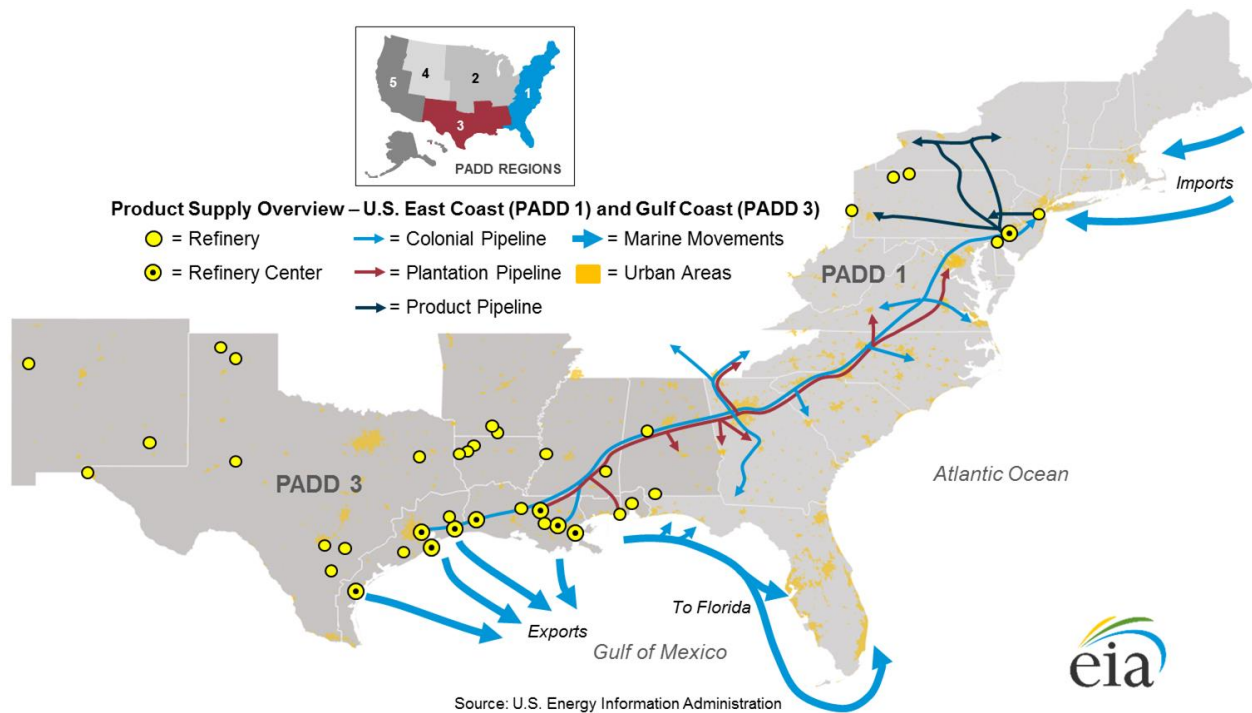 5
4
2
1
3
PADD REGIONS
Product Supply Overview – U.S. East Coast (PADD 1) and Gulf Coast (PADD 3)
= Refinery
= Colonial Pipeline
= Marine Movements
= Refinery Center
= Plantation Pipeline
= Urban Areas
= Product Pipeline
Imports
PADD 1
PADD 3
Atlantic Ocean
To Florida
Exports
Gulf of Mexico
eia
Source: U.S. Energy Information Administration